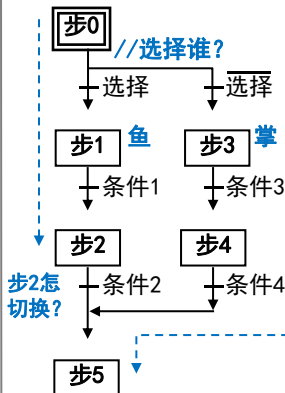 步0
//选择谁?
选择 选择
步1 鱼 步3 掌
条件1 条件3
步2 步4
步2怎 条件2 条件4
切换?
步5